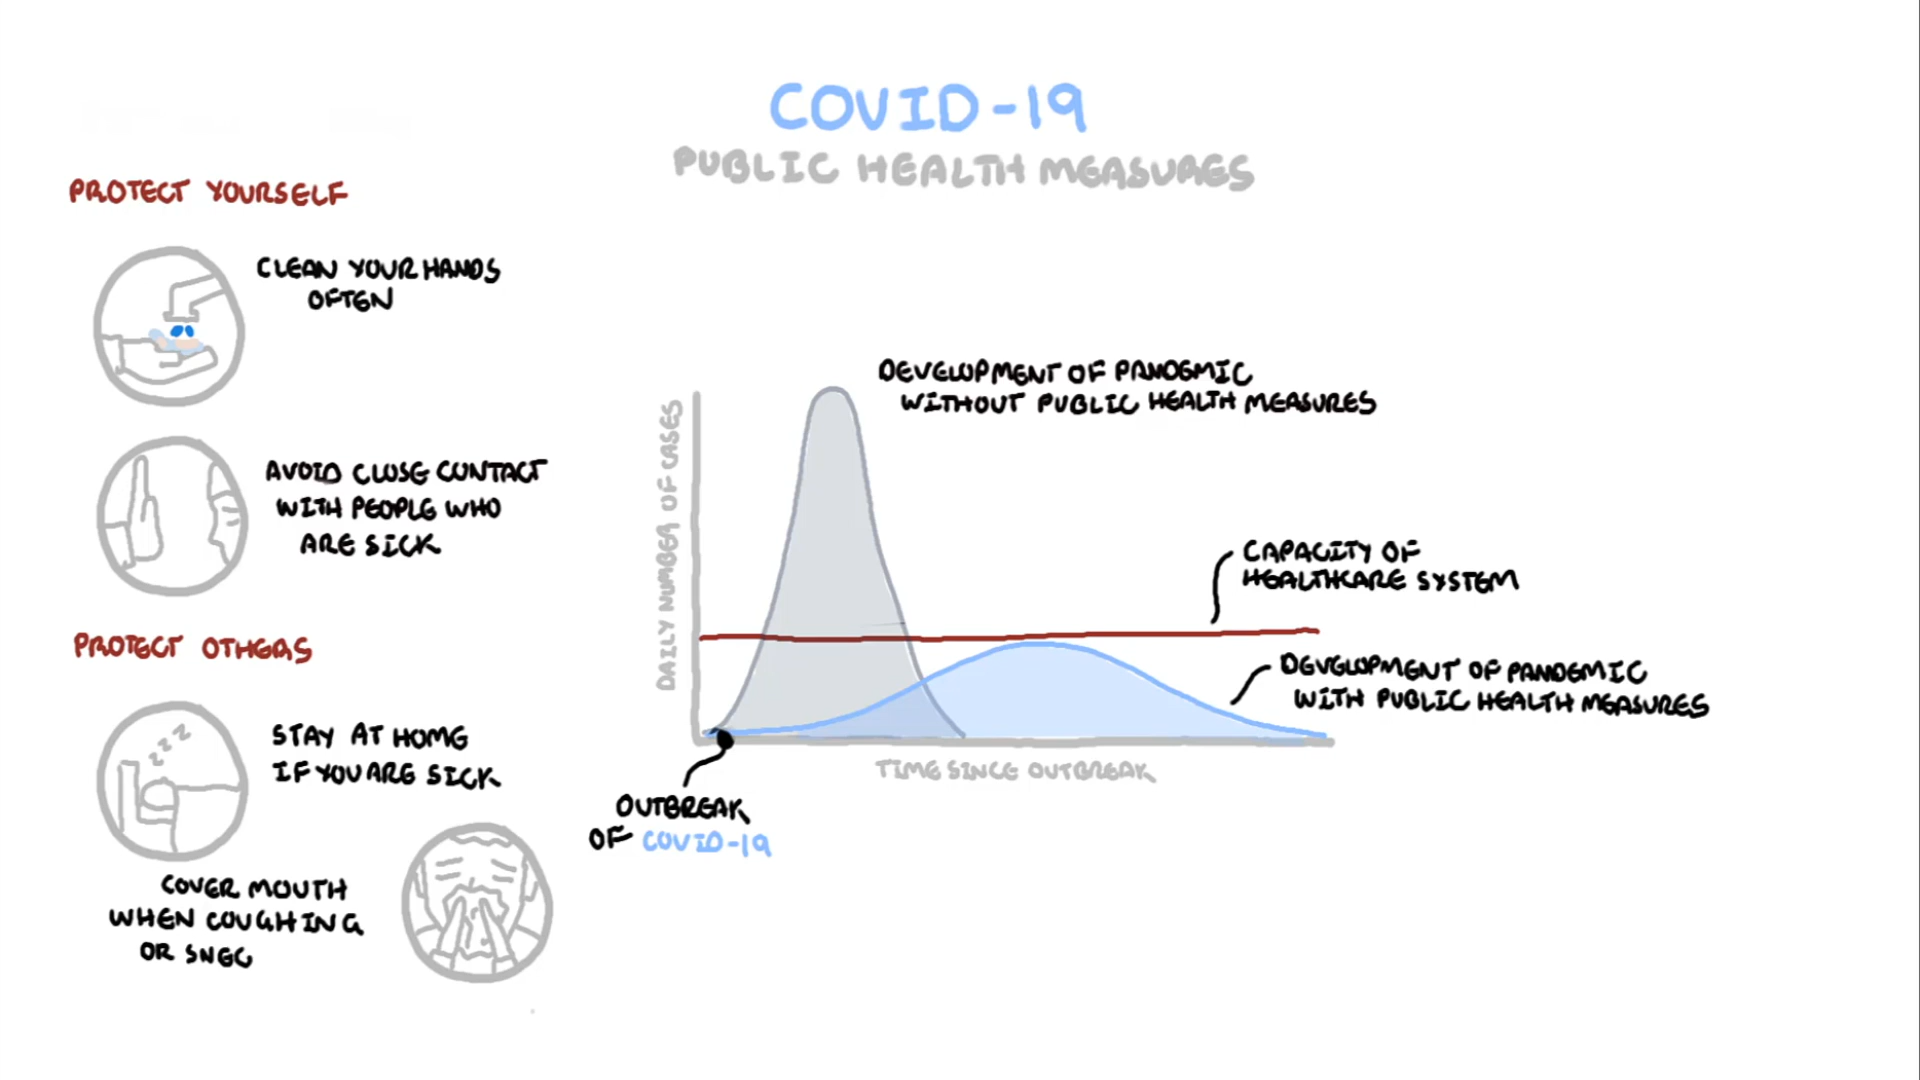 COVID-19
PUBLIC HEALTH MEASURES
PROTECT YOURSELF
CLEAN YOUR HANDS
OFTEN
AVOID CLOSE CONTACT
WITH PEOPLE WHO
ARE SICK
PROTECT OTHERS
ZZZ
STAY AT HOME
IF YOU ARE SICK
COVER MOUTH
WHEN COUGHING
OR SNEC
DAILY NUMBER OF CASES
DEVELOPMENT OF PANDEMIC
WITHOUT PUBLIC HEALTH MEASURES
CAPACITY OF
HEALTHCARE SYSTEM
DEVELOPMENT OF PANDEMIC
WITH PUBLIC HEALTH MEASURES
TIME SINCE OUTBREAK
OUTBREAK
OF COVID-19